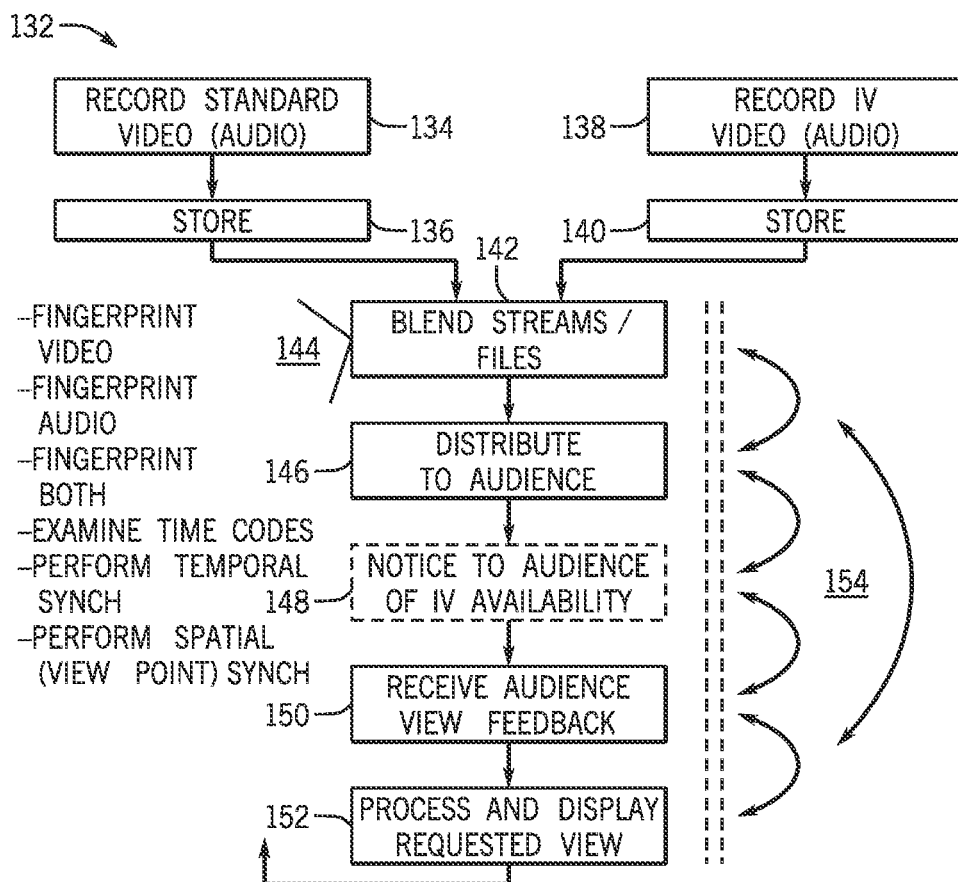 132
RECORD STANDARD
VIDEO (AUDIO)
134
138
RECORD IV
VIDEO (AUDIO)
STORE
136
140
STORE
142
BLEND STREAMS /
FILES
144
–FINGERPRINT
VIDEO
–FINGERPRINT
AUDIO
–FINGERPRINT
BOTH
–EXAMINE TIME CODES
–PERFORM TEMPORAL
SYNCH
–PERFORM SPATIAL
(VIEW POINT) SYNCH
146
DISTRIBUTE
TO AUDIENCE
148
NOTICE TO AUDIENCE
OF IV AVAILABILITY
154
150
RECEIVE AUDIENCE
VIEW FEEDBACK
152
PROCESS AND DISPLAY
REQUESTED VIEW